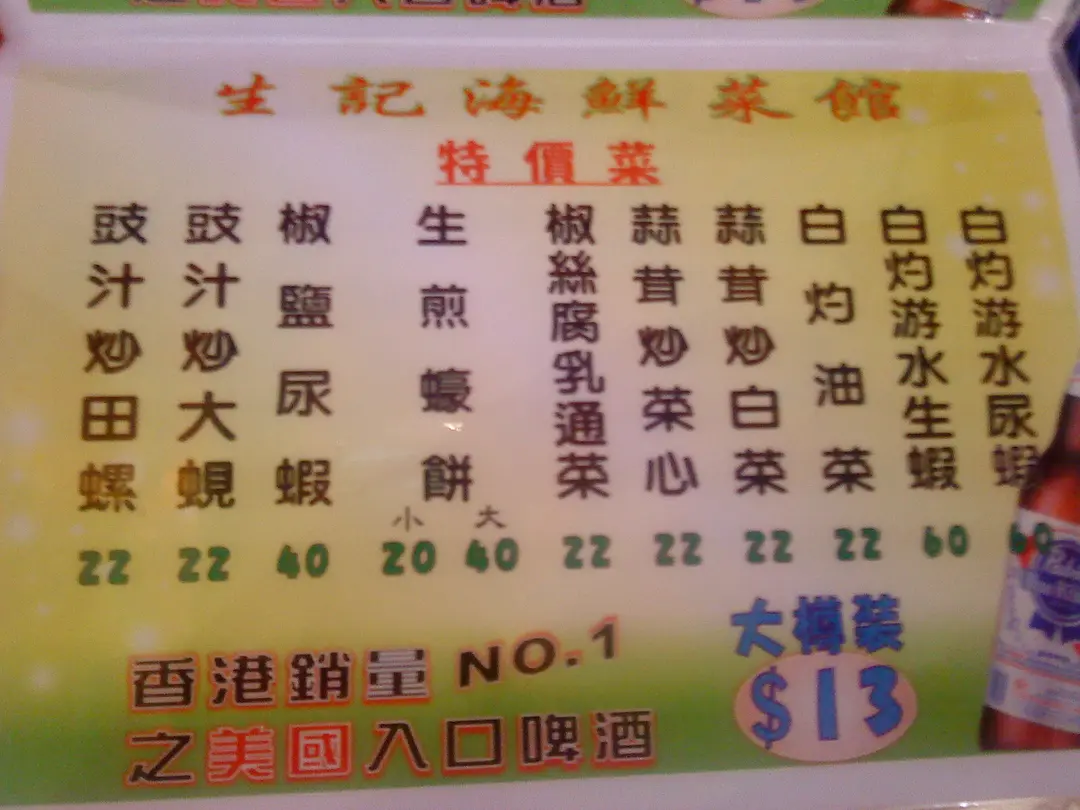 生記海鮮菜館
特價菜
白灼游水尿蝦 60
白灼游水生蝦 60
白灼油菜 22
蒜茸炒白菜 22
蒜茸炒菜心 22
椒絲腐乳通菜 22
生煎蠔餅 小 20 大 40
椒鹽尿蝦 40
豉汁炒大蜆 22
豉汁炒田螺 22
香港銷量 NO.1
之美國入口啤酒
大樽裝
$13